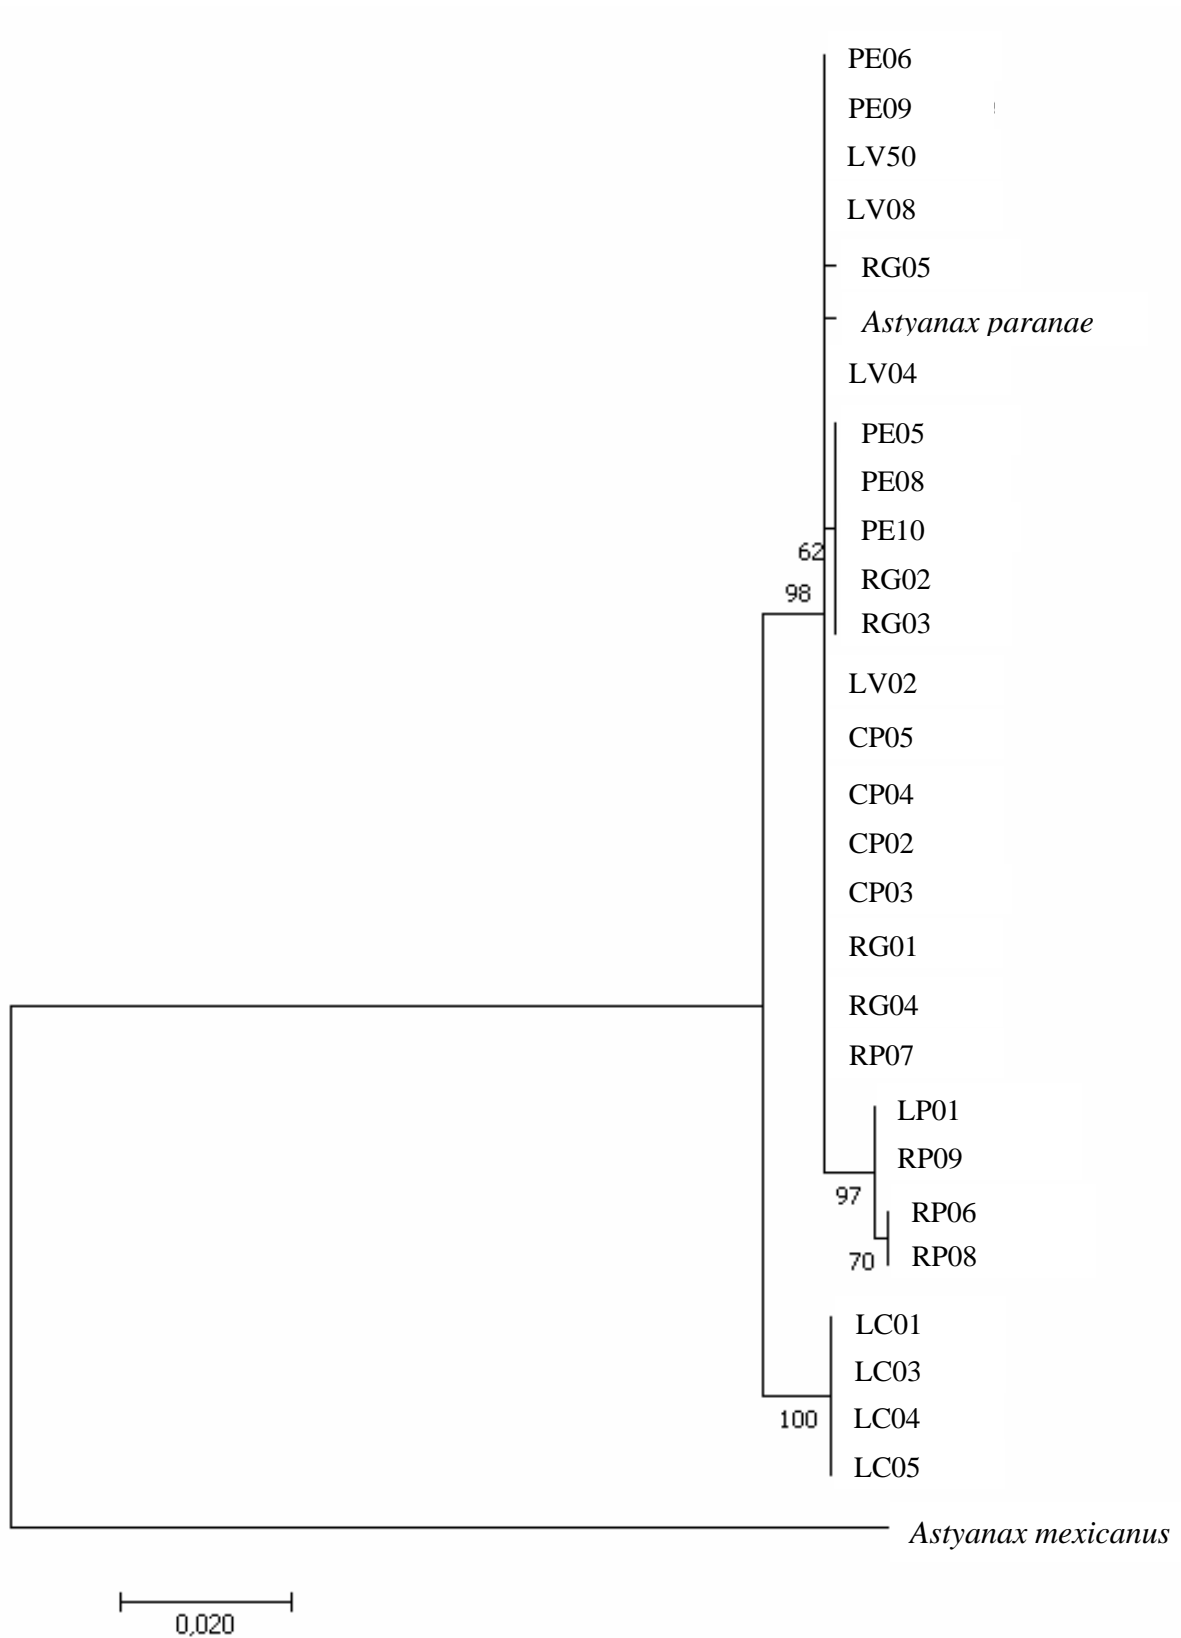 PE06
PE09
LV50
LV08
RG05
Astyanax paranae
LV04
PE05
PE08
PE10
62
RG02
98
RG03
LV02
CP05
CP04
CP02
CP03
RG01
RG04
RP07
LP01
RP09
97
RP06
RP08
70
LC01
LC03
LC04
100
LC05
Astyanax mexicanus
0,020